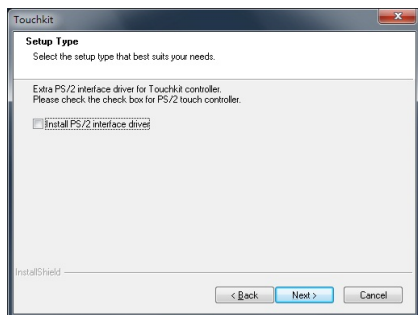 Touchkit
Setup Type
Select the setup type that best suits your needs.
Extra PS/2 interface driver for Touchkit controller.
Please check the check box for PS/2 touch controller.
Install PS/2 interface driver
InstallShield
< Back Next > Cancel